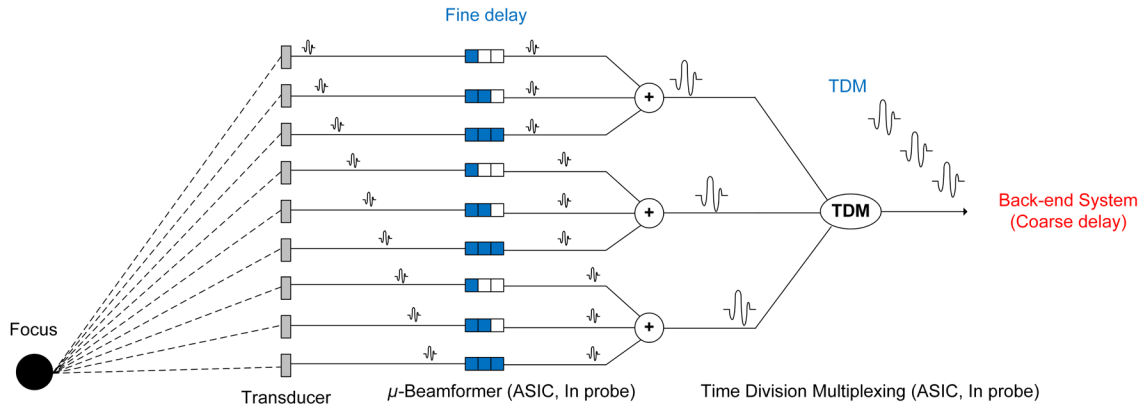 Fine delay
+
TDM
+
TDM
Back-end System
(Coarse delay)
+
Focus
Transducer
μ-Beamformer (ASIC, In probe)
Time Division Multiplexing (ASIC, In probe)